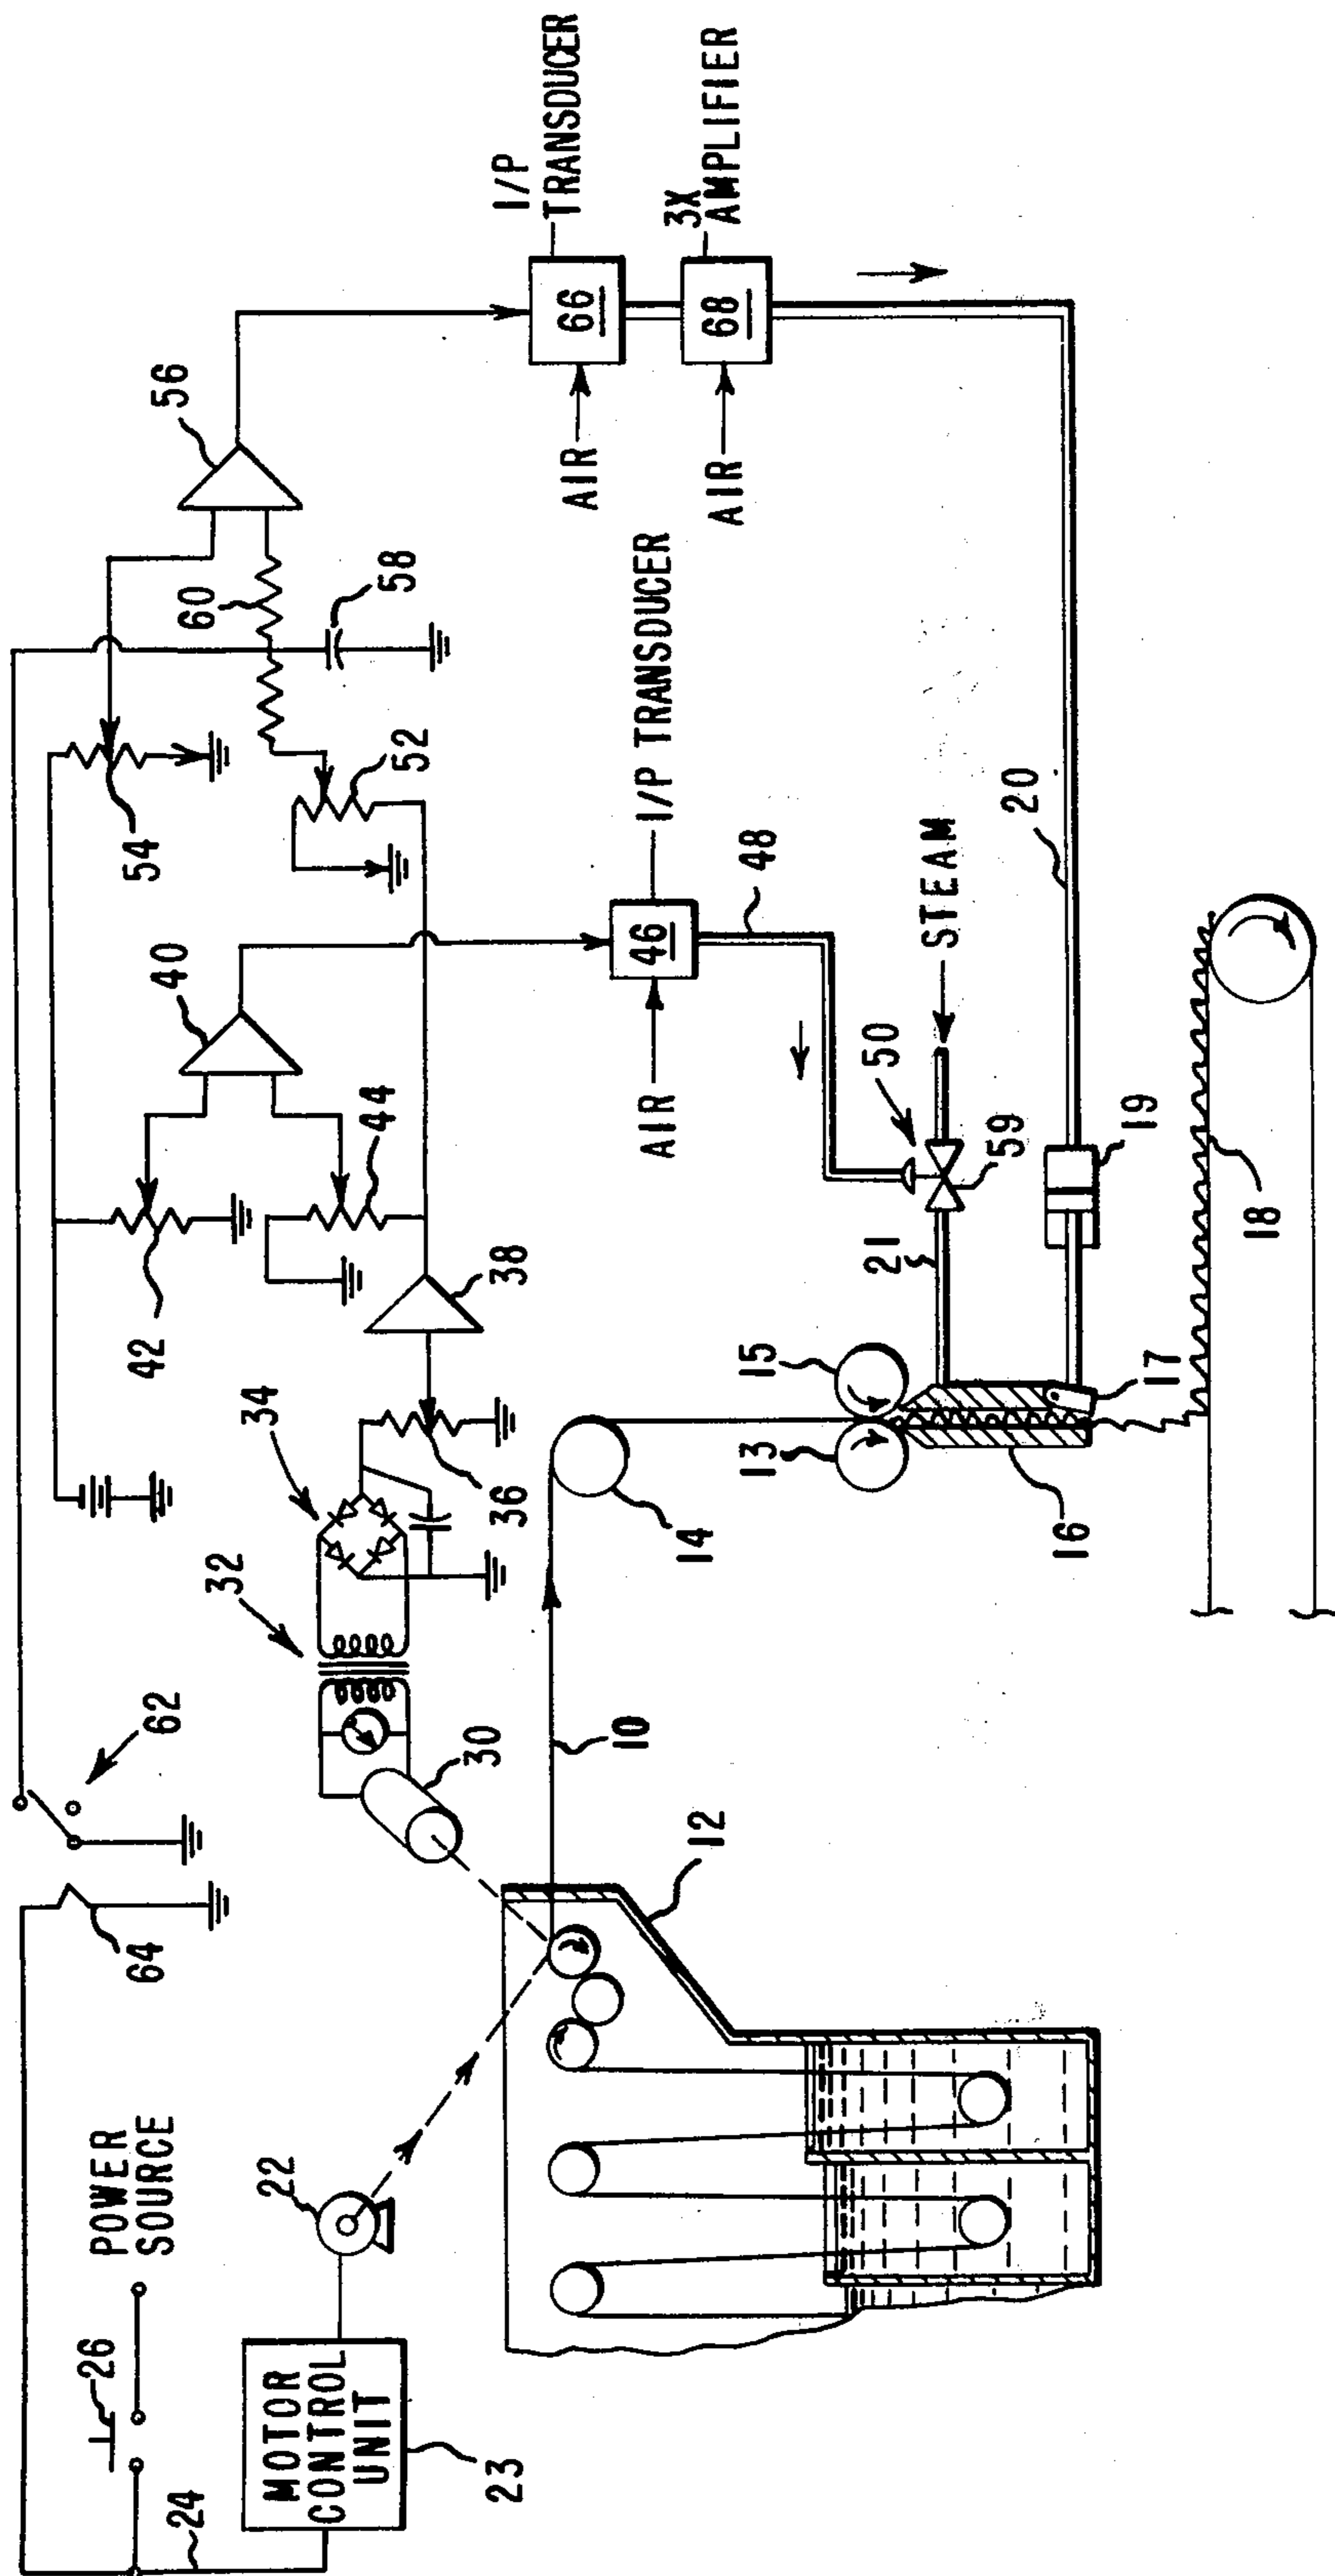 POWER
SOURCE
26
24
MOTOR
CONTROL
UNIT
23
22
64
62
32
34
30
36
38
42
40
44
54
52
56
60
58
12
10
14
13
15
16
17
21
18
19
20
50
59
STEAM
48
46
AIR
I/P TRANSDUCER
66
AIR
I/P
TRANSDUCER
68
AIR
3X
AMPLIFIER